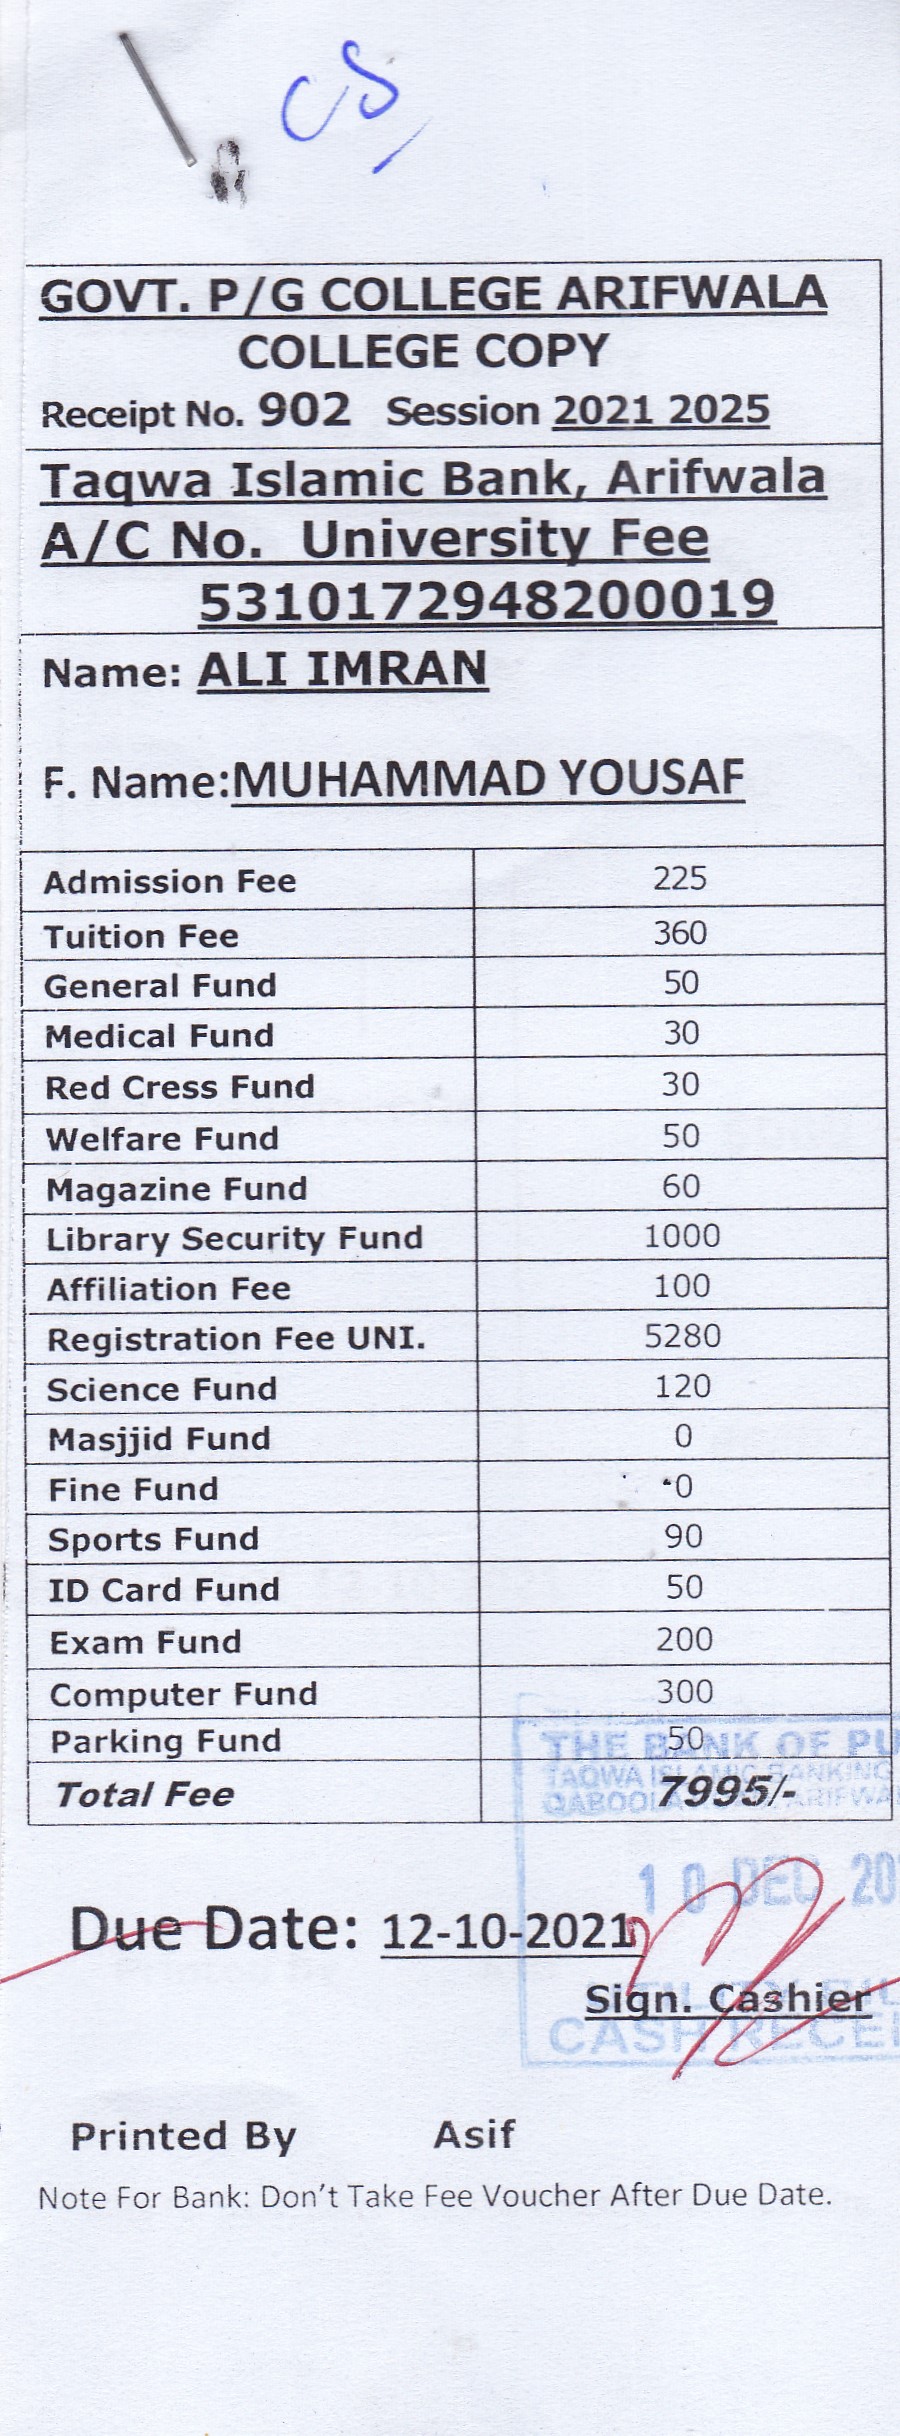 CS
GOVT. P/G COLLEGE ARIFWALA
COLLEGE COPY
Receipt No. 902 Session 2021 2025
Taqwa Islamic Bank, Arifwala
A/C No. University Fee
5310172948200019
Name: ALI IMRAN
F. Name:MUHAMMAD YOUSAF
Admission Fee 225
Tuition Fee 360
General Fund 50
Medical Fund 30
Red Cress Fund 30
Welfare Fund 50
Magazine Fund 60
Library Security Fund 1000
Affiliation Fee 100
Registration Fee UNI. 5280
Science Fund 120
Masjjid Fund 0
Fine Fund 0
Sports Fund 90
ID Card Fund 50
Exam Fund 200
Computer Fund 300
Parking Fund 50
THE BANK OF PU
TAQWA ISLAMIC BANKING
QABOOLA ARIFWA
Total Fee 7995/-
10 DEC 20
Due Date: 12-10-2021
Sign. Cashier
CASH RECEI
Printed By Asif
Note For Bank: Don't Take Fee Voucher After Due Date.